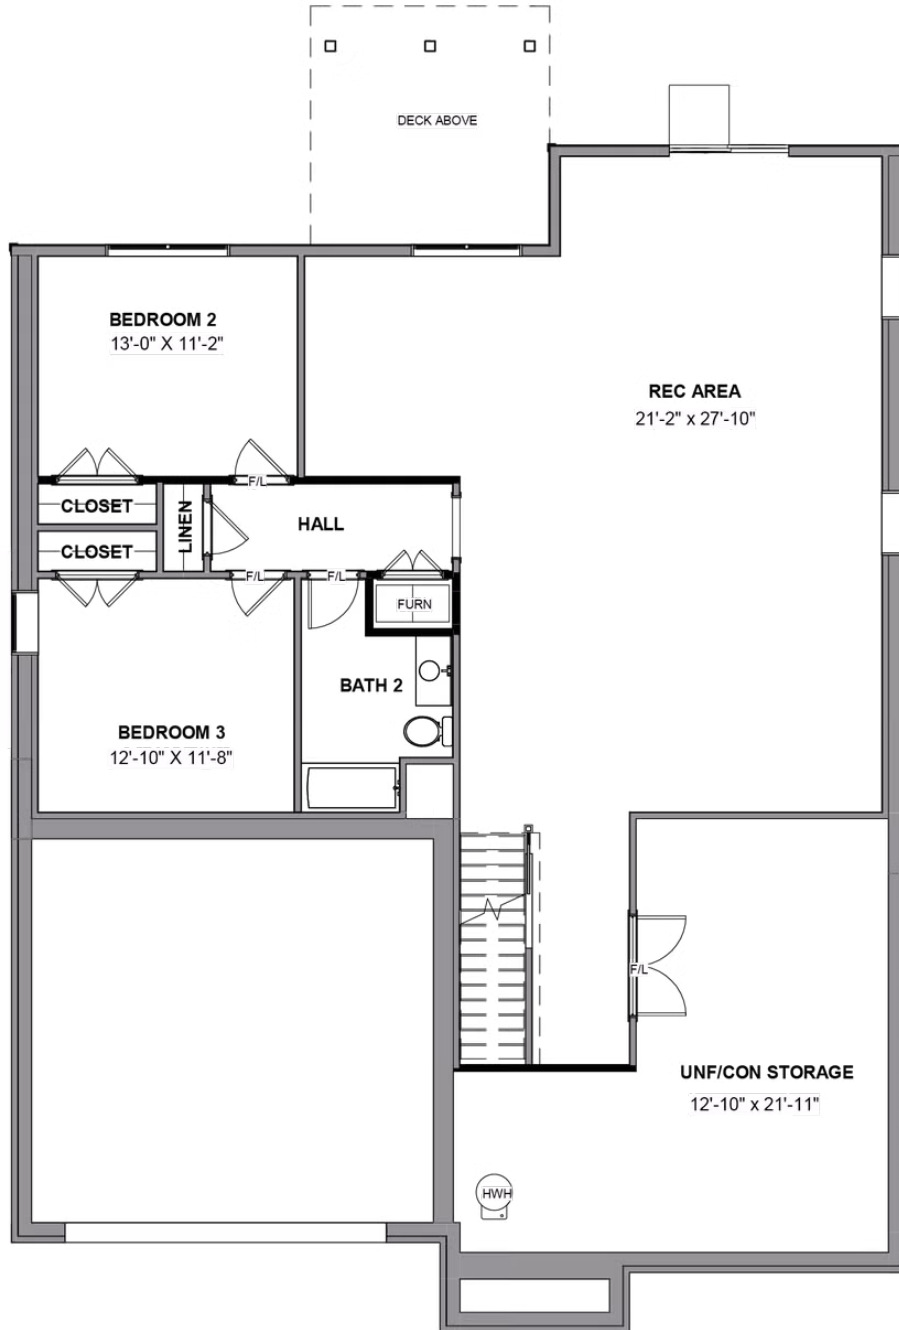 DECK ABOVE
BEDROOM 2
13'-0" X 11'-2"
REC AREA
21'-2" x 27'-10"
F/L
CLOSET
LINEN
HALL
CLOSET
F/L
F/L
FURN
BATH 2
BEDROOM 3
12'-10" X 11'-8"
F/L
UNF/CON STORAGE
12'-10" x 21'-11"
HWH